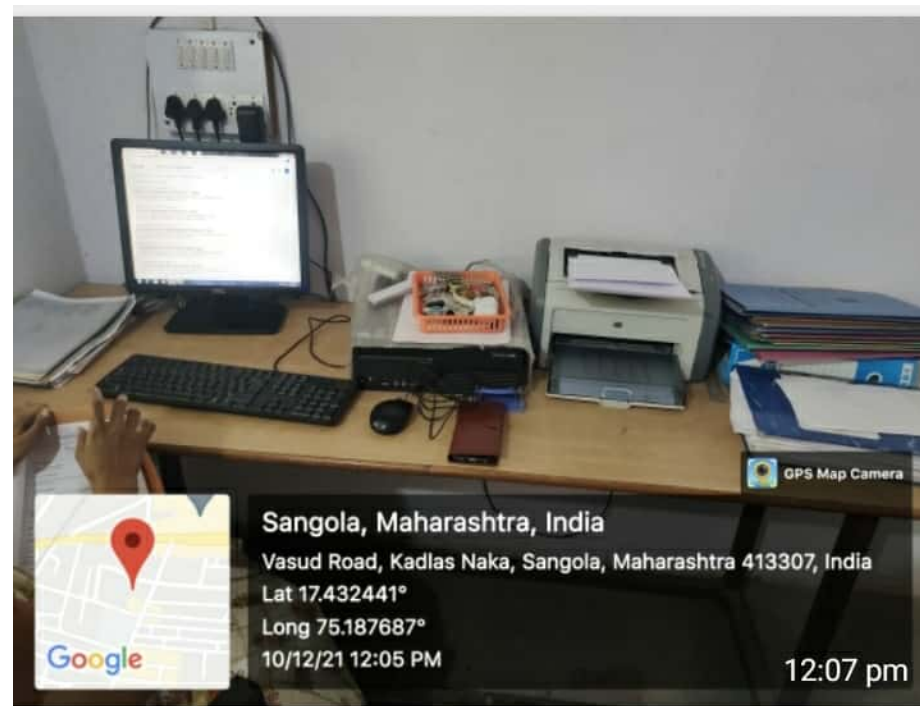 GPS Map Camera
Sangola, Maharashtra, India
Vasud Road, Kadlas Naka, Sangola, Maharashtra 413307, India
Lat 17.432441°
Long 75.187687°
10/12/21 12:05 PM
Google
12:07 pm